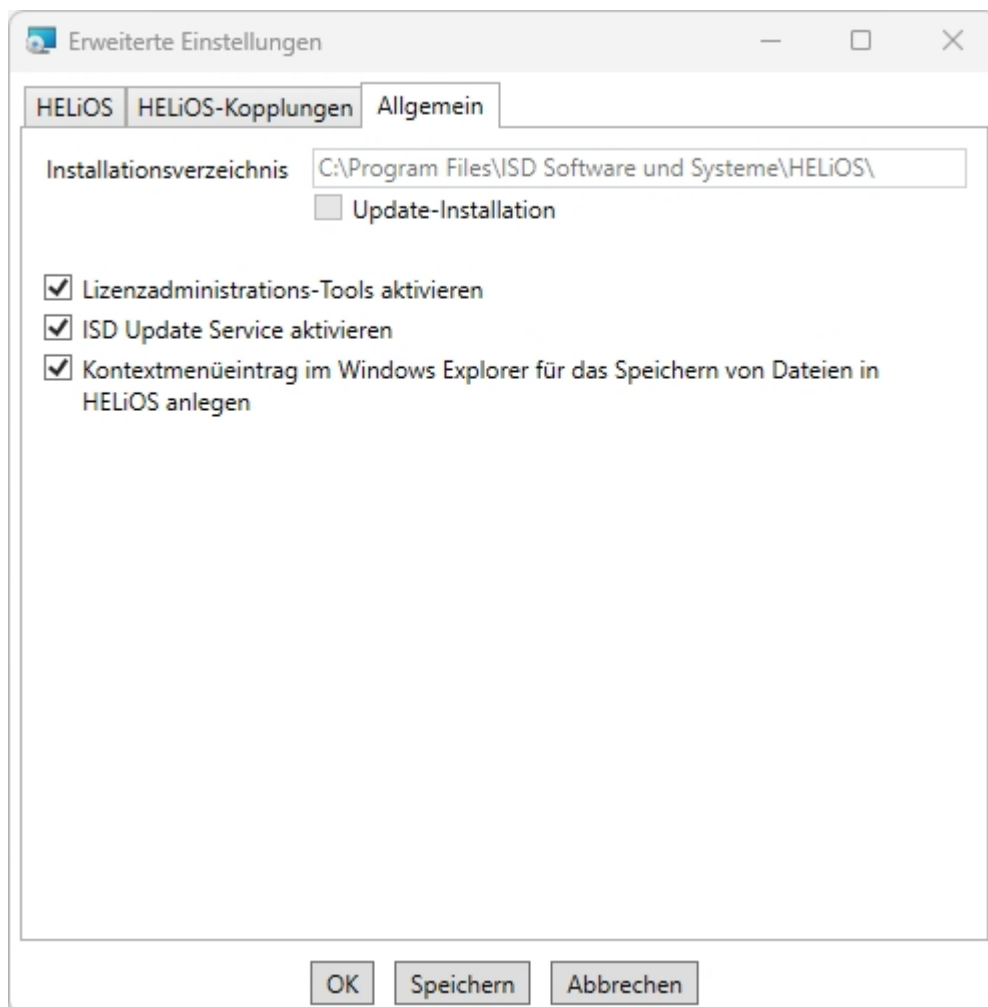 Erweiterte Einstellungen
HELiOS HELiOS-Kopplungen Allgemein
Installationsverzeichnis C:\Program Files\ISD Software und Systeme\HELiOS\
Update-Installation
Lizenzadministrations-Tools aktivieren
ISD Update Service aktivieren
Kontextmenüeintrag im Windows Explorer für das Speichern von Dateien in
HELiOS anlegen
OK Speichern Abbrechen